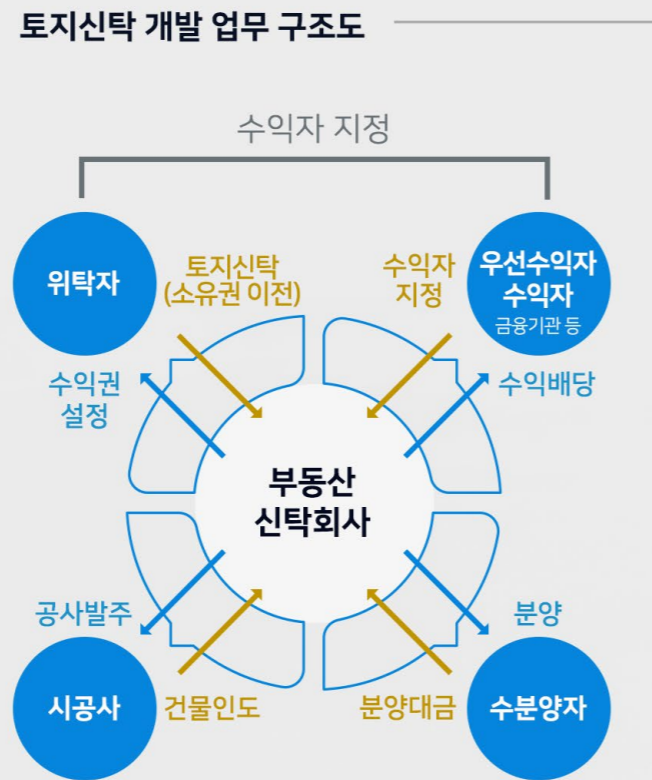 토지신탁 개발 업무 구조도
수익자 지정
위탁자
토지신탁
(소유권 이전)
수익자
지정
우선수익자
수익자
금융기관 등
수익권
설정
수익배당
부동산
신탁회사
공사발주
분양
시공사
건물인도
분양대금
수분양자